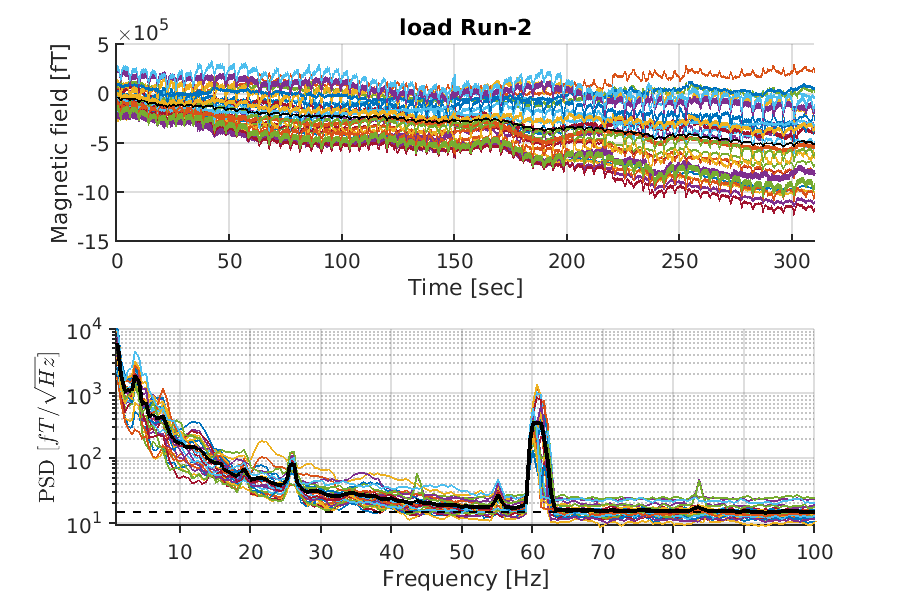 load Run-2
×10^5
Magnetic field [fT]
5
0
-5
-10
-15
0 50 100 150 200 250 300
Time [sec]
PSD [fT/√Hz]
10^4
10^3
10^2
10^1
10 20 30 40 50 60 70 80 90 100
Frequency [Hz]